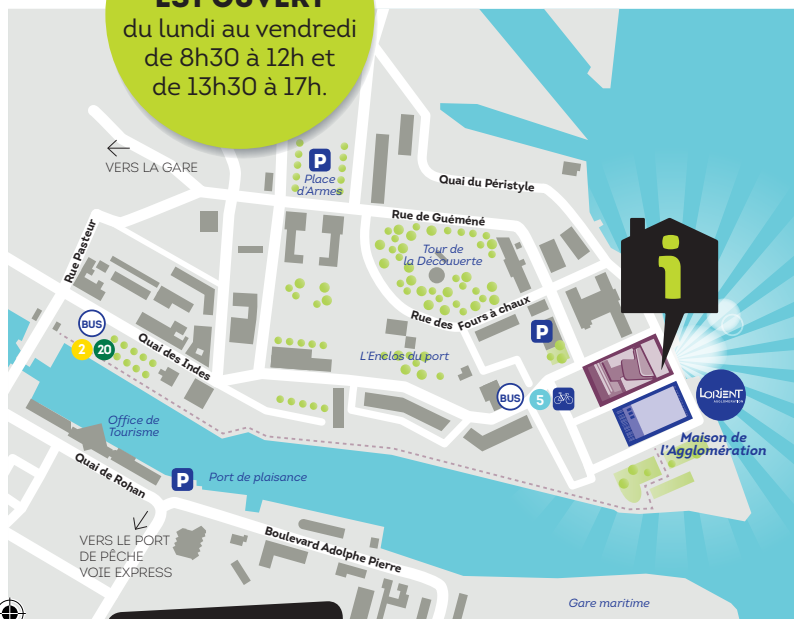 EST OUVERT
du lundi au vendredi
de 8h30 à 12h et
de 13h30 à 17h.
VERS LA GARE
P
Place
d'Armes
Quai du Péristyle
Rue de Guéméné
Rue Pasteur
Tour de
la Découverte
i
Rue des Fours à chaux
BUS
2
20
Quai des Indes
P
L'Enclos du port
BUS
5
LORIENT
AGGLOMÉRATION
Maison de
l'Agglomération
Office de
Tourisme
Quai de Rohan
P
Port de plaisance
VERS LE PORT
DE PÊCHE
VOIE EXPRESS
Boulevard Adolphe Pierre
Gare maritime